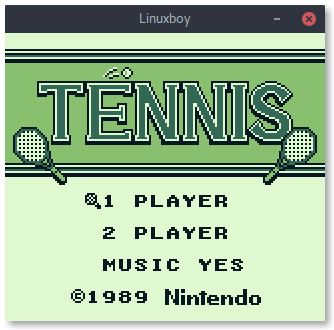 Linuxboy
TENNIS
1 PLAYER
2 PLAYER
MUSIC YES
©1989 Nintendo